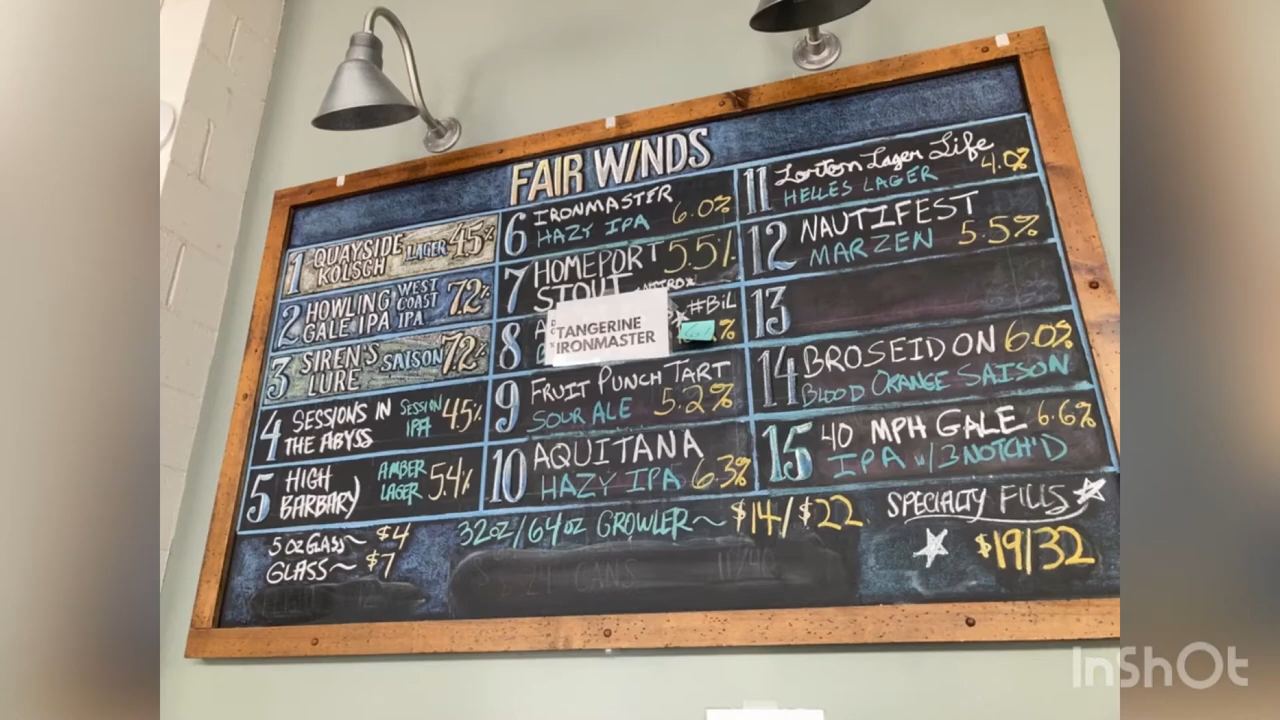 FAIR WINDS
1 QUAYSIDE KOLSCH LAGER 4.5%
2 HOWLING GALE IPA WEST COAST IPA 7.2%
3 SIREN'S LURE SAISON 7.2%
4 SESSIONS IN THE ABYSS SESSION IPA 4.5%
5 HIGH BARBARY AMBER LAGER 5.4%
6 IRONMASTER
HAZY IPA 6.0%
7 HOMEPORT 5.5%
STOUT *NITRO*
8 #BIL
TANGERINE
IRONMASTER
%
9 FRUIT PUNCH TART
SOUR ALE 5.2%
10 AQUITANA
HAZY IPA 6.3%
11 Lorton Lager Life
HELLES LAGER 4.0%
12 NAUTIFEST
MARZEN 5.5%
13
14 BROSEIDON 6.0%
BLOOD ORANGE SAISON
15 40 MPH GALE 6.6%
IPA w/ 3 NOTCH'D
5 OZ GLASS~ $4
GLASS~ $7
32oz/64oz GROWLER~ $14/$22
CANS
SPECIALTY FILLS
$19/32
InShOt